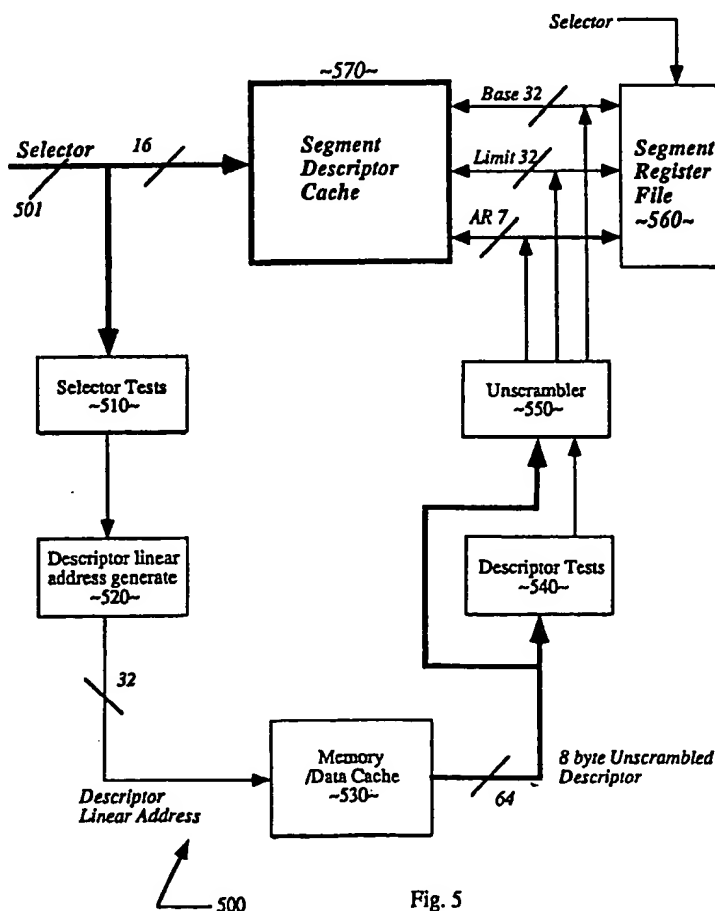 Selector
~570~
Base 32
Selector
16
501
Segment
Descriptor
Cache
Limit 32
AR 7
Segment
Register
File
~560~
Selector Tests
~510~
Unscrambler
~550~
Descriptor linear
address generate
~520~
Descriptor Tests
~540~
32
Memory
/Data Cache
~530~
64
8 byte Unscrambled
Descriptor
Descriptor
Linear Address
500
Fig. 5